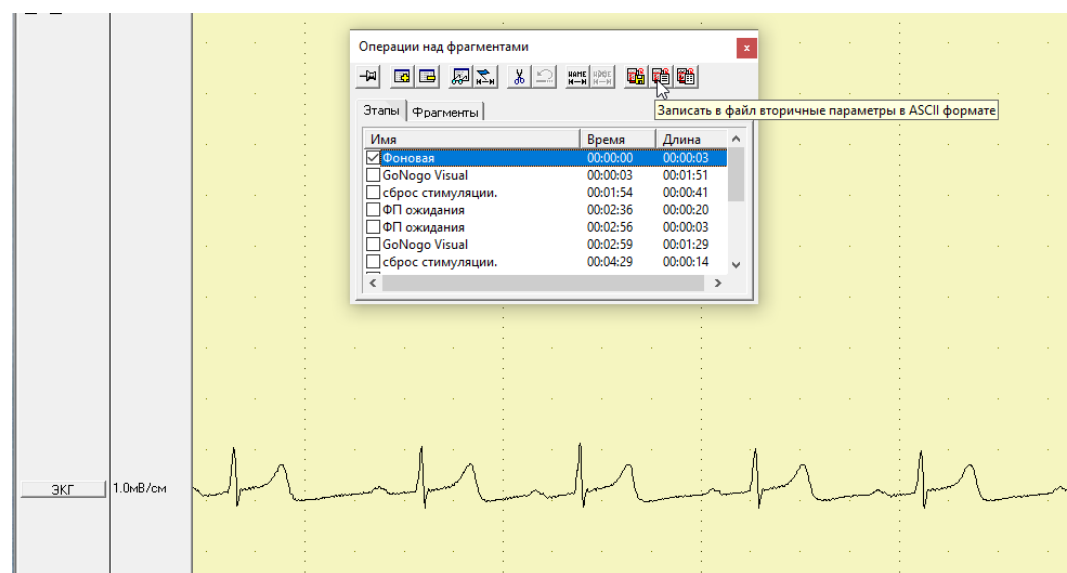 Операции над фрагментами
x
NAME
Записать в файл вторичные параметры в ASCII формате
Этапы Фрагменты
Имя Время Длина
Фоновая 00:00:00 00:00:03
GoNogo Visual 00:00:03 00:01:51
сброс стимуляции. 00:01:54 00:00:41
ФП ожидания 00:02:36 00:00:20
ФП ожидания 00:02:56 00:00:03
GoNogo Visual 00:02:59 00:01:29
сброс стимуляции. 00:04:29 00:00:14
ЭКГ 1.0мВ/см